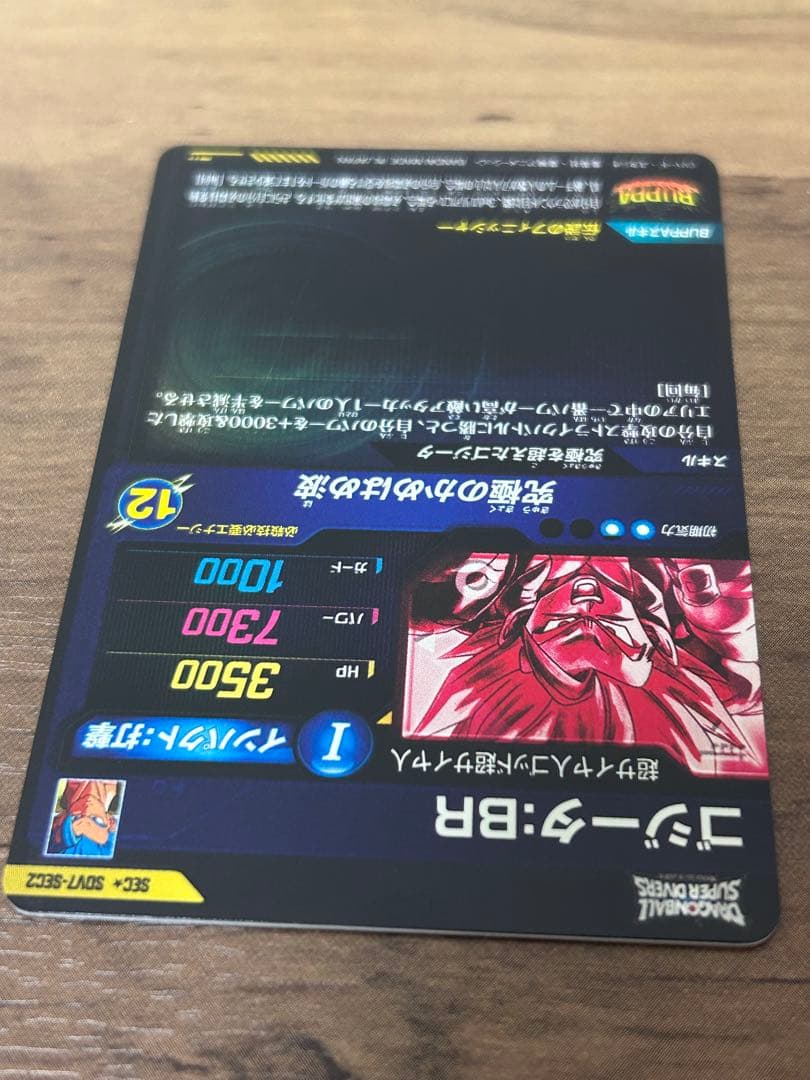 DRAGONBALL
SUPER DIVERS
SEC★ SDV7-SEC2
ゴジータ:BR
超サイヤ人ゴッド超サイヤ人
I インパクト:打撃
HP 3500
パワー 7300
ガード 1000
初期気力
必殺技必要エナジー 12
究極のかめはめ波
スキル 究極を超えたゴジータ
自分の攻撃ストライクバトルに勝つと、自分のパワーを+3000&攻撃した
エリアの中で一番パワーが高い敵アタッカー1人のパワーを半減させる。
[毎回]
BUPPAスキル 伝説のフィニッシャー
BUPPA